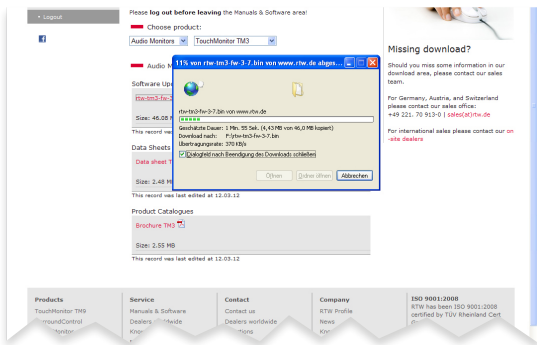 Logout
Please log out before leaving the Manuals & Software area!
Choose product:
Audio Monitors
TouchMonitor TM3
Audio M
Software Up
rtw-tm3-fw-3-
Size: 46.08 M
This record was
Data Sheets
Data sheet T
Size: 2.48 M
This record was last edited at 12.03.12
Product Catalogues
Brochure TM3
Size: 2.55 MB
This record was last edited at 12.03.12
11% von rtw-tm3-fw-3-7.bin von www.rtw.de abges...
rtw-tm3-fw-3-7.bin von www.rtw.de
Geschätzte Dauer: 1 Min. 55 Sek. (4,43 MB von 46,0 MB kopiert)
Download nach: F:\rtw-tm3-fw-3-7.bin
Übertragungsrate: 370 KB/s
Dialogfeld nach Beendigung des Downloads schließen
Öffnen
Ordner öffnen
Abbrechen
Missing download?
Should you miss some information in our
download area, please contact our sales
team.
For Germany, Austria, and Switzerland
please contact our sales office:
+49 221. 70 913-0 | sales(at)rtw.de
For international sales please contact our on
-site dealers
Products
TouchMonitor TM9
SurroundControl
Monitor
Service
Manuals & Software
Dealers worldwide
Contact
Contact us
Dealers worldwide
Company
RTW Profile
News
ISO 9001:2008
RTW has been ISO 9001:2008
certified by TÜV Rheinland Cert